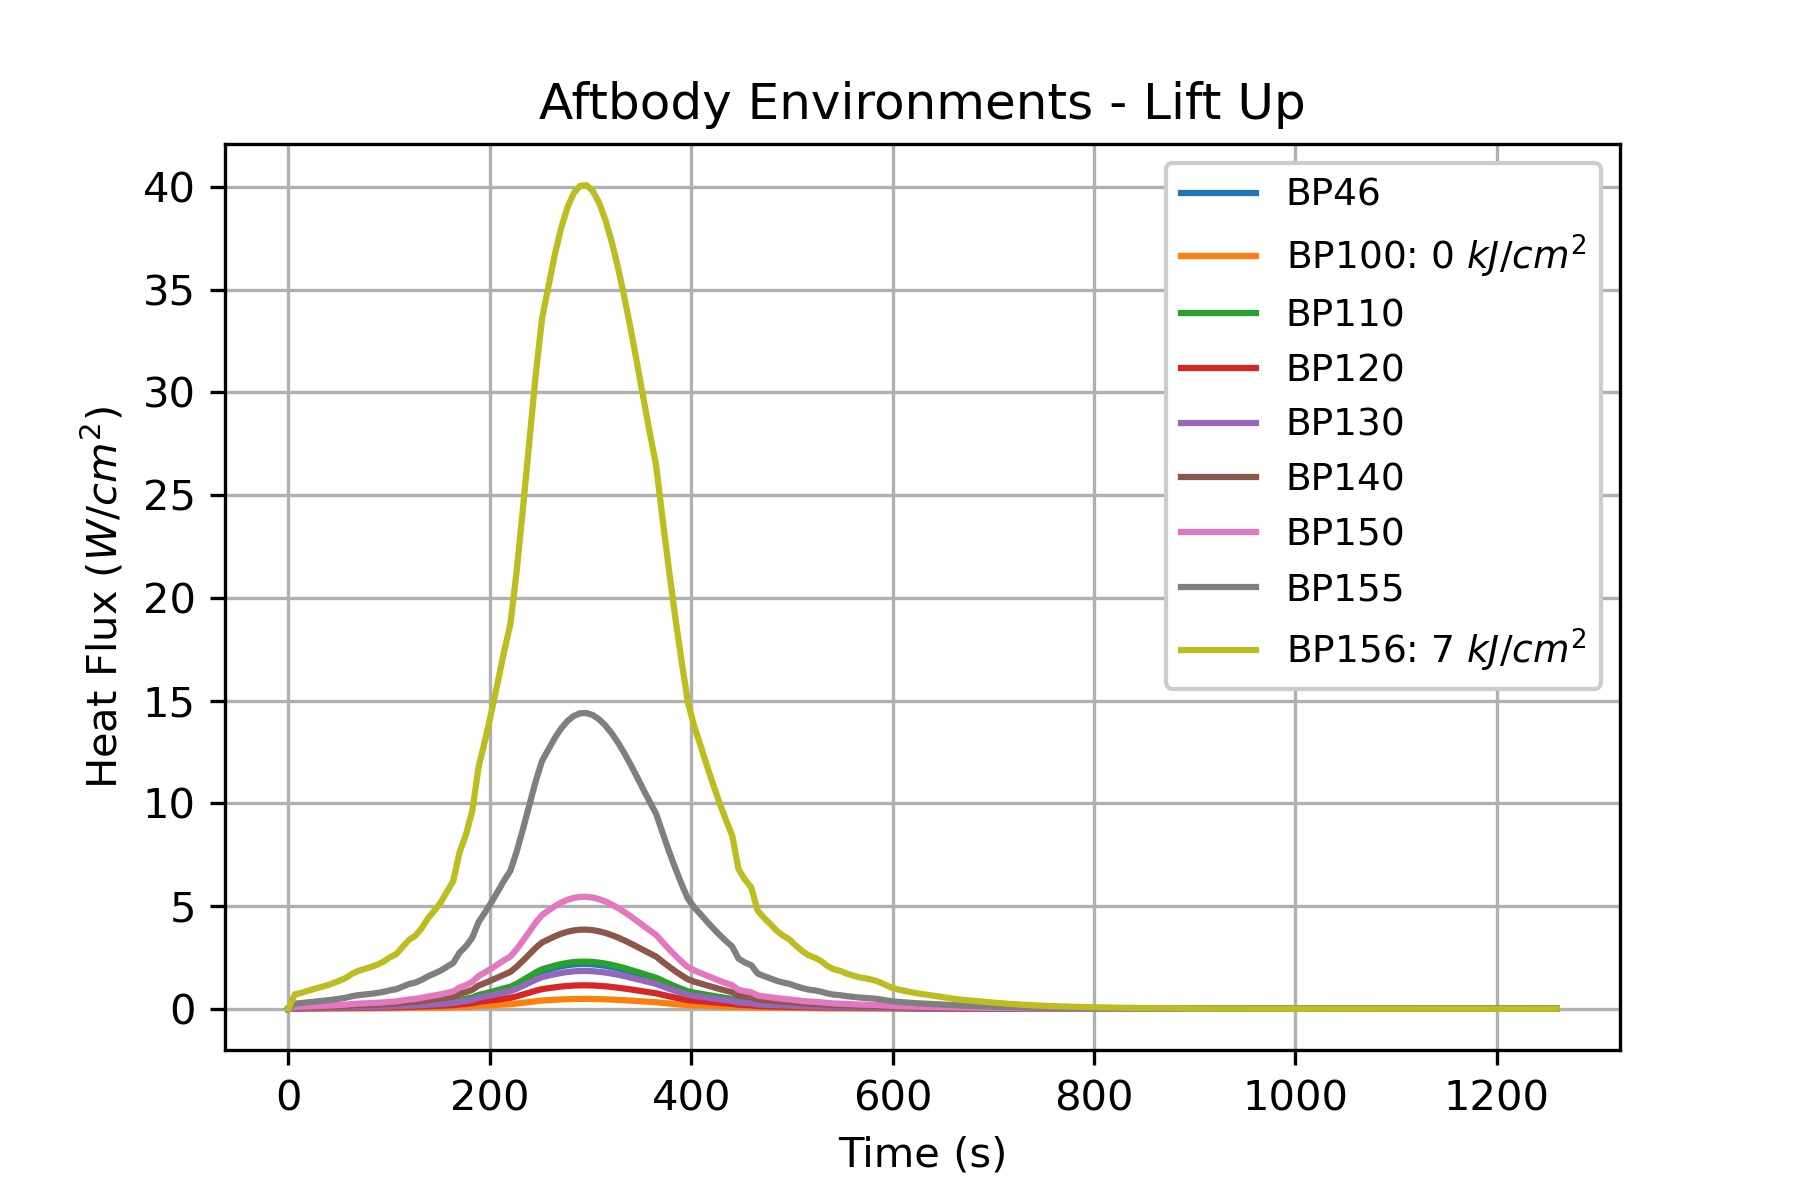 Aftbody Environments - Lift Up
Heat Flux (W/cm²)
40
35
30
25
20
15
10
5
0
BP46
BP100: 0 kJ/cm²
BP110
BP120
BP130
BP140
BP150
BP155
BP156: 7 kJ/cm²
0 200 400 600 800 1000 1200
Time (s)